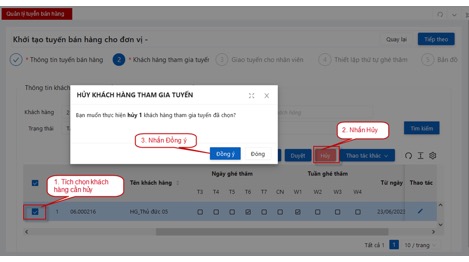 Quản lý tuyến bán hàng
Khởi tạo tuyến bán hàng cho đơn vị -
Quay lại
Tiếp theo
* Thông tin tuyến bán hàng
2
* Khách hàng tham gia tuyến
3
Giao tuyến cho nhân viên
4
Thiết lập thứ tự ghé thăm
5
Bản đồ
Thông tin khách
HỦY KHÁCH HÀNG THAM GIA TUYẾN
Bạn muốn thực hiện hủy 1 khách hàng tham gia tuyến đã chọn?
Khách hàng
Trạng thái
Tìm kiếm
3. Nhấn Đồng ý
2. Nhấn Hủy
Đồng ý
Đóng
Duyệt
Hủy
Thao tác khác
1. Tích chọn khách
hàng cần hủy
Tên khách hàng
Ngày ghé thăm
Tuần ghé thăm
Từ ngày
Thao tác
T3 T4 T5 T6 T7 CN W1 W2 W3 W4
1
HG_Thủ đức 03
23/06/2023
Tất cả 1
1
10 / trang